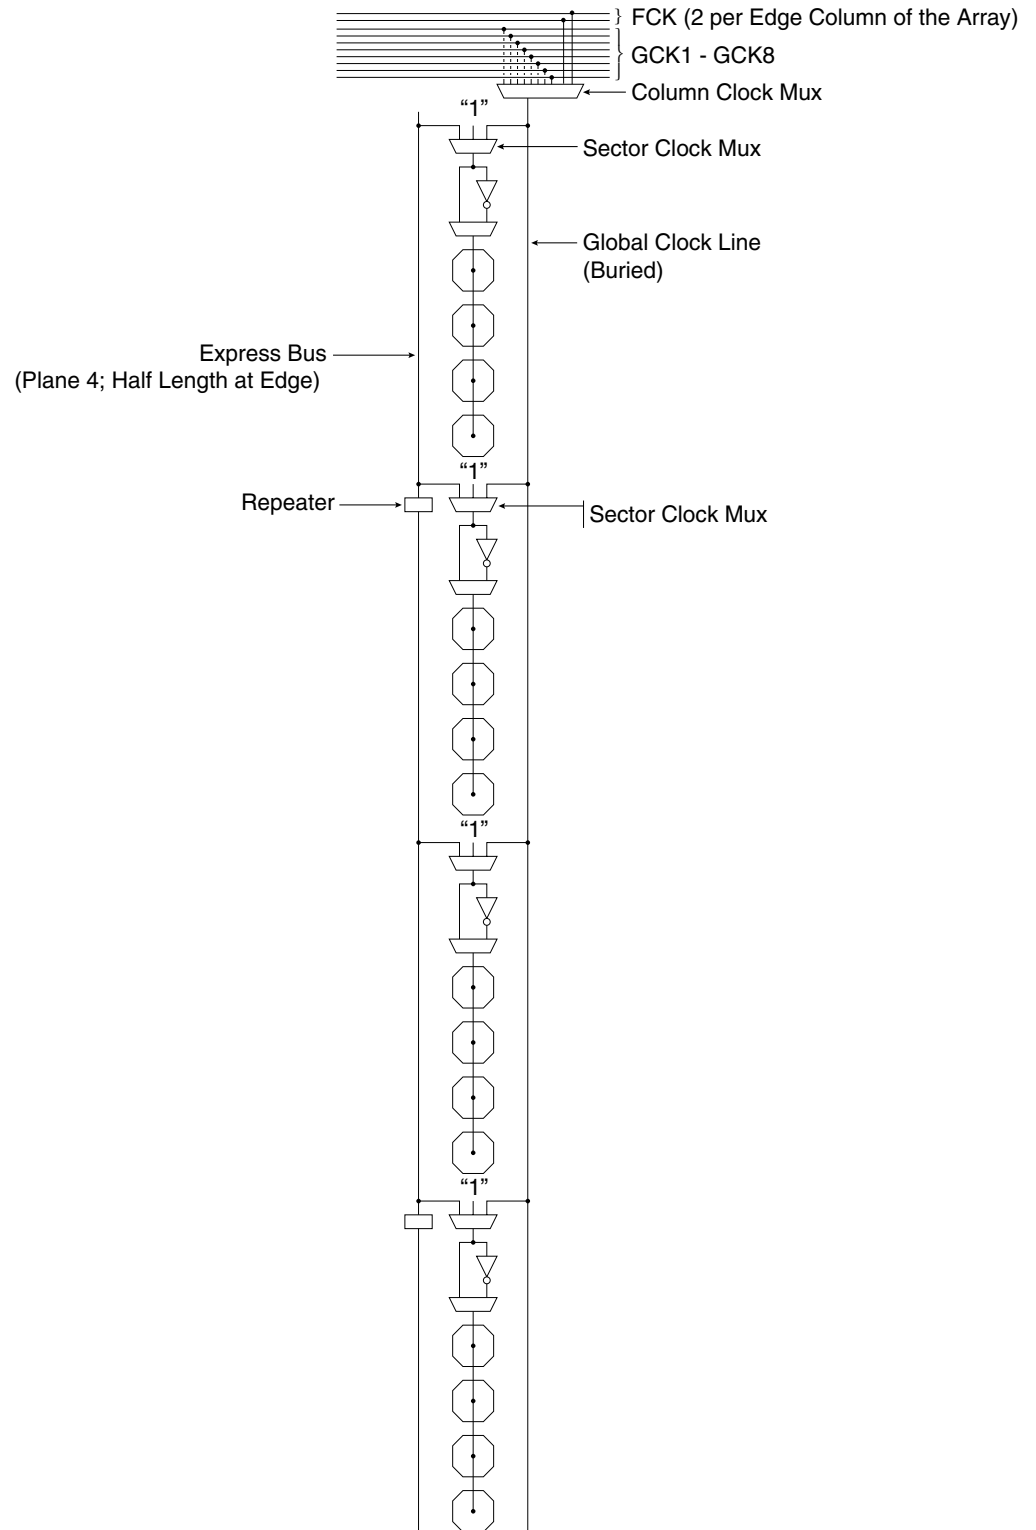 FCK (2 per Edge Column of the Array)
GCK1 - GCK8
Column Clock Mux
“1”
Sector Clock Mux
Global Clock Line
(Buried)
Express Bus
(Plane 4; Half Length at Edge)
“1”
Repeater
Sector Clock Mux
“1”
“1”